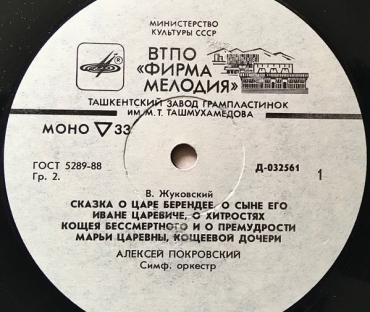 МИНИСТЕРСТВО
КУЛЬТУРЫ СССР
ВТПО
«ФИРМА
МЕЛОДИЯ»
ТАШКЕНТСКИЙ ЗАВОД ГРАМПЛАСТИНОК
ИМ. М. Т. ТАШМУХАМЕДОВА
МОНО ▽ 33
ГОСТ 5289-88
Гр. 2.
Д-032561
1
В. Жуковский
СКАЗКА О ЦАРЕ БЕРЕНДЕЕ, О СЫНЕ ЕГО
ИВАНЕ ЦАРЕВИЧЕ, О ХИТРОСТЯХ
КОЩЕЯ БЕССМЕРТНОГО И О ПРЕМУДРОСТИ
МАРЬИ ЦАРЕВНЫ, КОЩЕЕВОЙ ДОЧЕРИ
АЛЕКСЕЙ ПОКРОВСКИЙ
Симф. оркестр